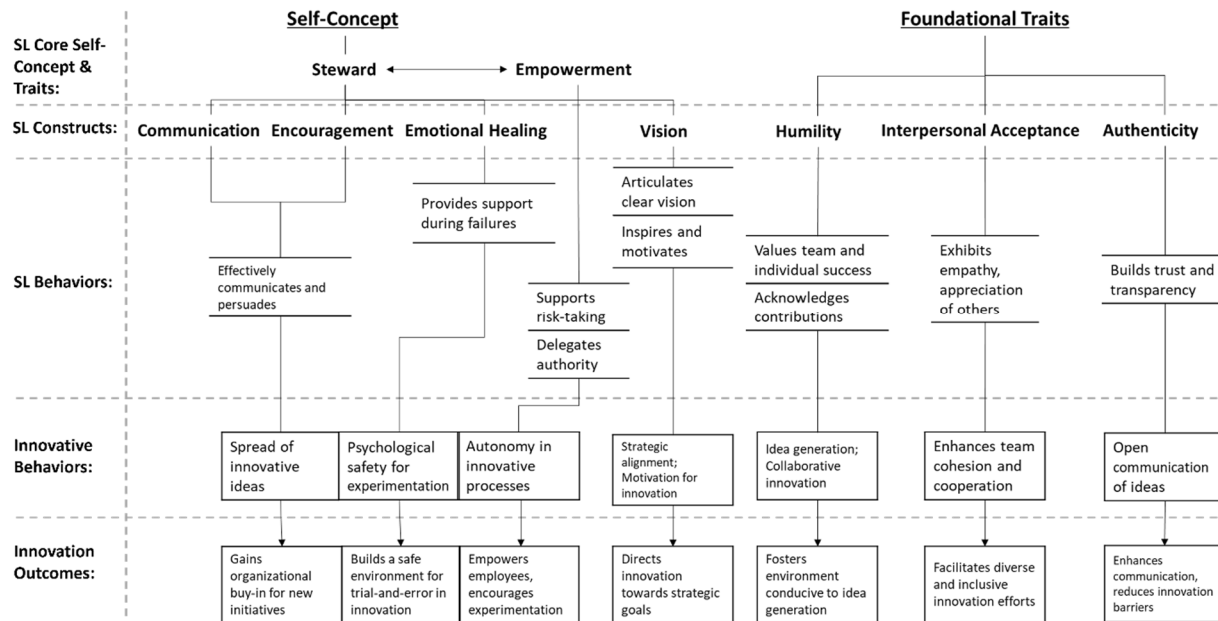 Self-Concept
Foundational Traits
SL Core Self-
Concept &
Traits:
Steward
Empowerment
SL Constructs:
Communication
Encouragement
Emotional Healing
Vision
Humility
Interpersonal Acceptance
Authenticity
SL Behaviors:
Effectively
communicates and
persuades
Provides support
during failures
Supports
risk-taking
Delegates
authority
Articulates
clear vision
Inspires and
motivates
Values team and
individual success
Acknowledges
contributions
Exhibits
empathy,
appreciation
of others
Builds trust and
transparency
Innovative
Behaviors:
Spread of
innovative
ideas
Psychological
safety for
experimentation
Autonomy in
innovative
processes
Strategic
alignment;
Motivation for
innovation
Idea generation;
Collaborative
innovation
Enhances team
cohesion and
cooperation
Open
communication
of ideas
Innovation
Outcomes:
Gains
organizational
buy-in for new
initiatives
Builds a safe
environment for
trial-and-error in
innovation
Empowers
employees,
encourages
experimentation
Directs
innovation
towards strategic
goals
Fosters
environment
conducive to idea
generation
Facilitates diverse
and inclusive
innovation efforts
Enhances
communication,
reduces innovation
barriers